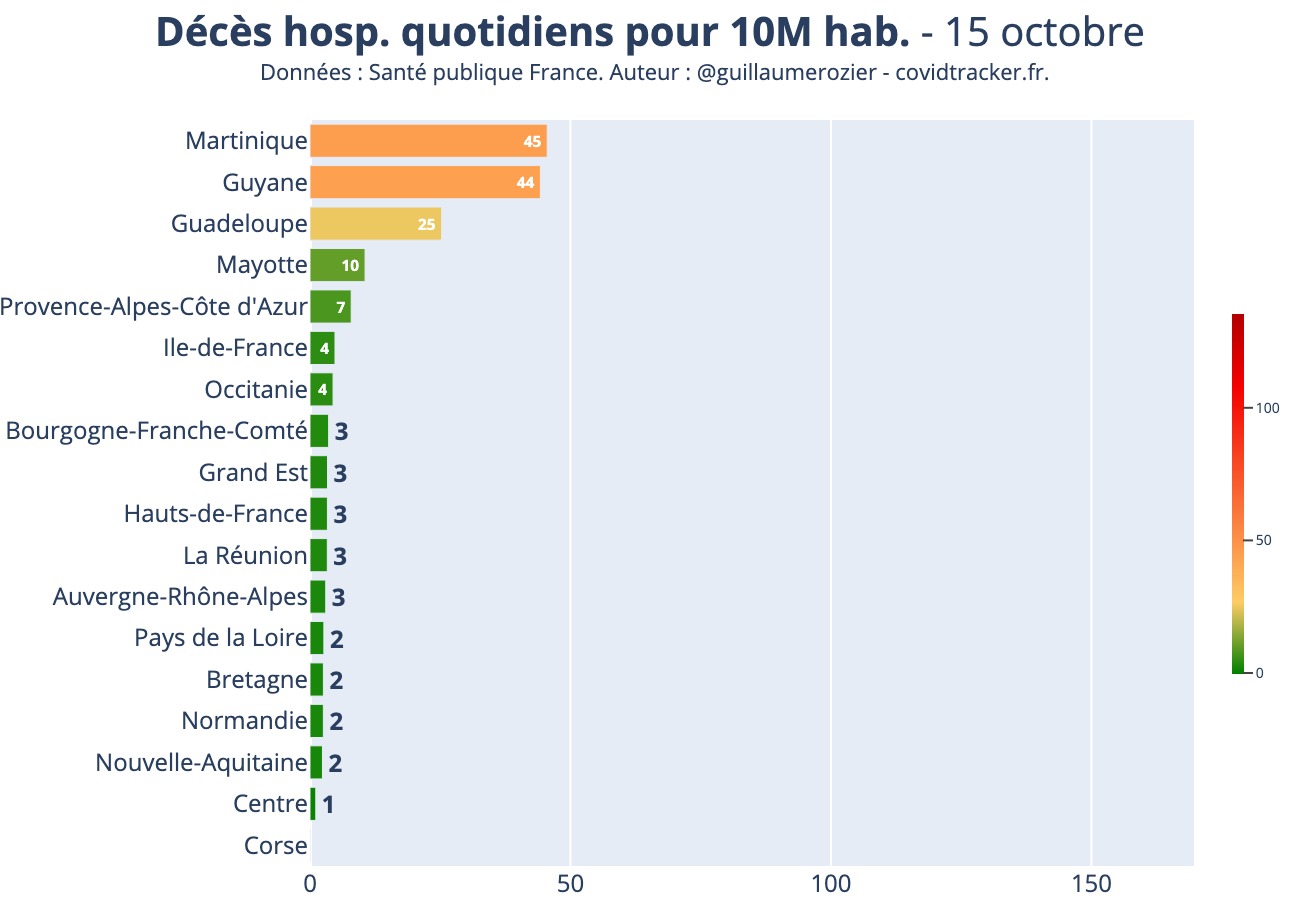 Décès hosp. quotidiens pour 10M hab. - 15 octobre
Données : Santé publique France. Auteur : @guillaumerozier - covidtracker.fr.
Martinique 45
Guyane 44
Guadeloupe 25
Mayotte 10
Provence-Alpes-Côte d'Azur 7
Ile-de-France 4
Occitanie 4
Bourgogne-Franche-Comté 3
Grand Est 3
Hauts-de-France 3
La Réunion 3
Auvergne-Rhône-Alpes 3
Pays de la Loire 2
Bretagne 2
Normandie 2
Nouvelle-Aquitaine 2
Centre 1
Corse
0 50 100 150
100
50
0